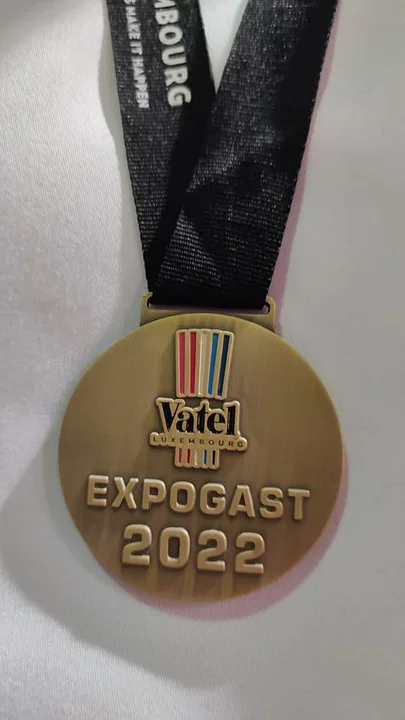 MBOURG
MAKE IT HAPPEN
Vatel
LUXEMBOURG
EXPOGAST
2022